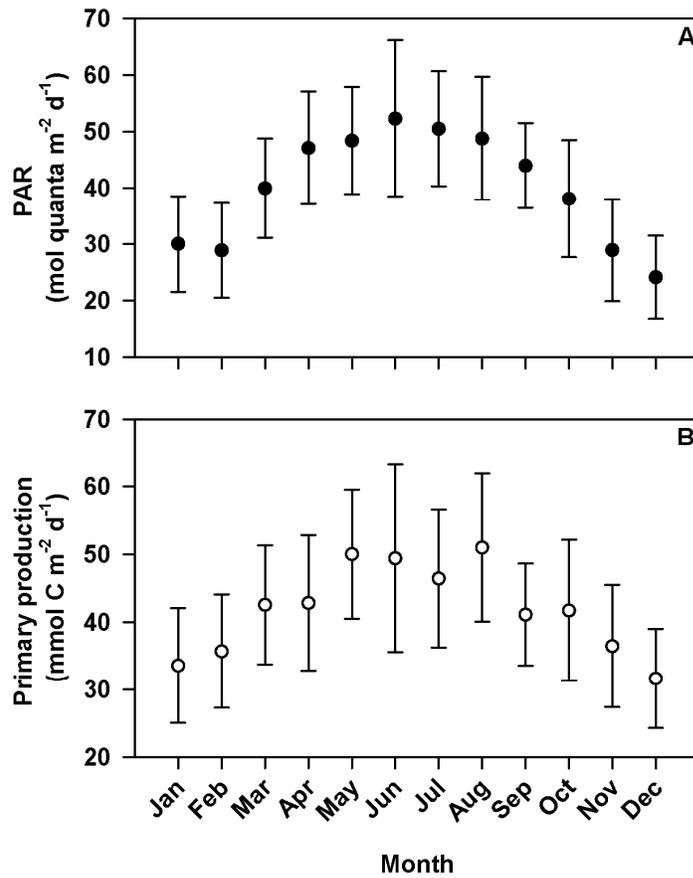 A
PAR
(mol quanta m⁻² d⁻¹)
70
60
50
40
30
20
10
B
Primary production
(mmol C m⁻² d⁻¹)
70
60
50
40
30
20
Jan Feb Mar Apr May Jun Jul Aug Sep Oct Nov Dec
Month